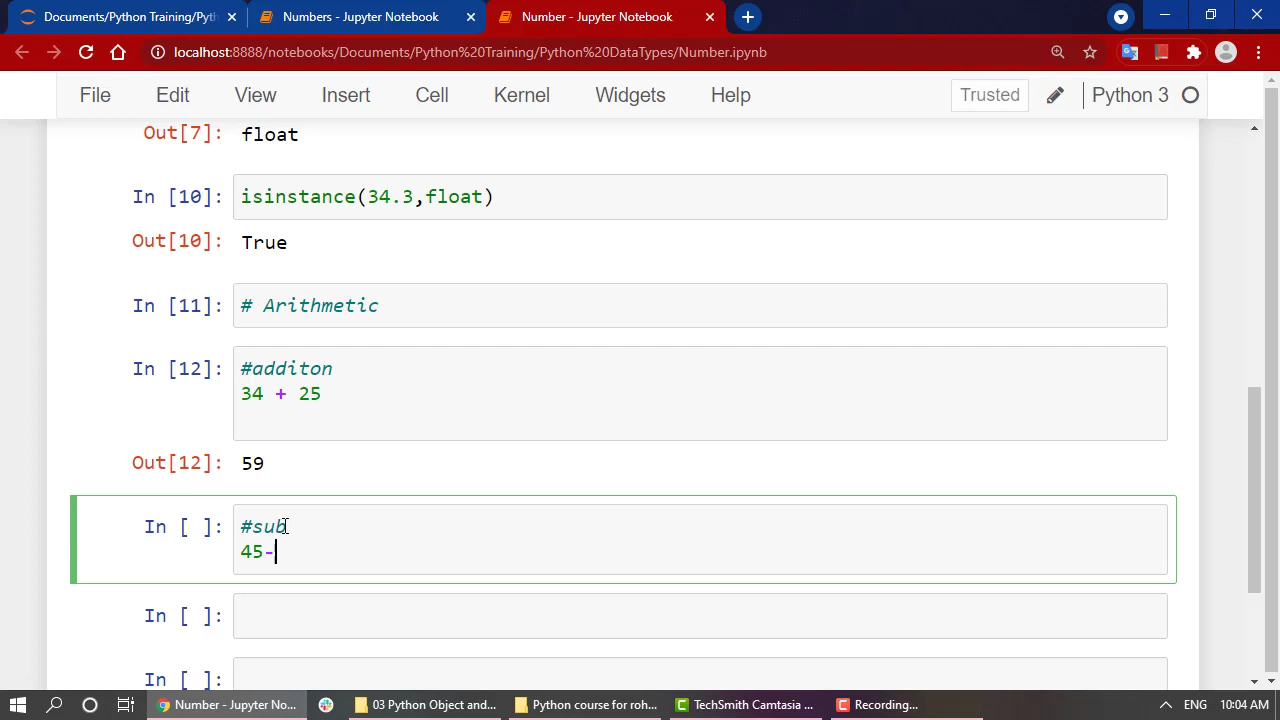 Documents/Python Training/Pyth
Numbers - Jupyter Notebook
Number - Jupyter Notebook
localhost:8888/notebooks/Documents/Python%20Training/Python%20DataTypes/Number.ipynb
File Edit View Insert Cell Kernel Widgets Help Trusted Python 3
Out[7]: float
In [10]: isinstance(34.3,float)
Out[10]: True
In [11]: # Arithmetic
In [12]: #additon
34 + 25
Out[12]: 59
In [ ]: #sub
45-
In [ ]:
In [ ]:
Number - Jupyter No...
03 Python Object and...
Python course for roh...
TechSmith Camtasia ...
Recording...
ENG
10:04 AM